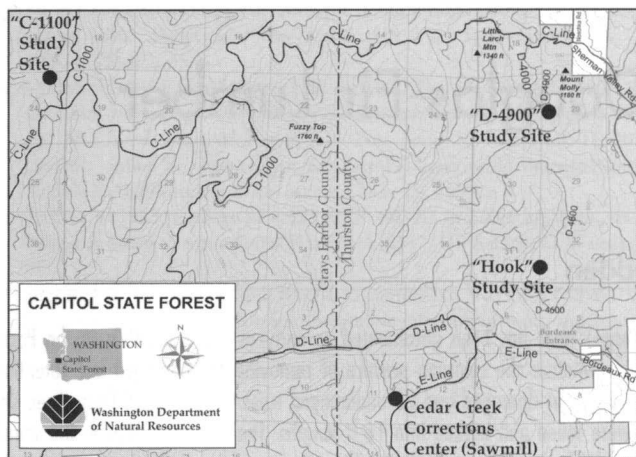 "C-1100"
Study
Site
C-1000
C-Line
C-Line
C-Line
D-1000
Fuzzy Top
1760 ft
Grays Harbor County
Thurston County
C-Line
Little
Larch
Mtn
1340 ft
C-Line
D-4000
D-4900
Mount
Molly
Sherman Valley Rd
"D-4900"
Study Site
D-4600
"Hook"
Study Site
D-4600
Bordeaux
Entrance
D-Line
D-Line
E-Line
E-Line
Bordeaux Rd
Cedar Creek
Corrections
Center (Sawmill)
CAPITOL STATE FOREST
WASHINGTON
Capitol
State Forest
N
Washington Department
of Natural Resources